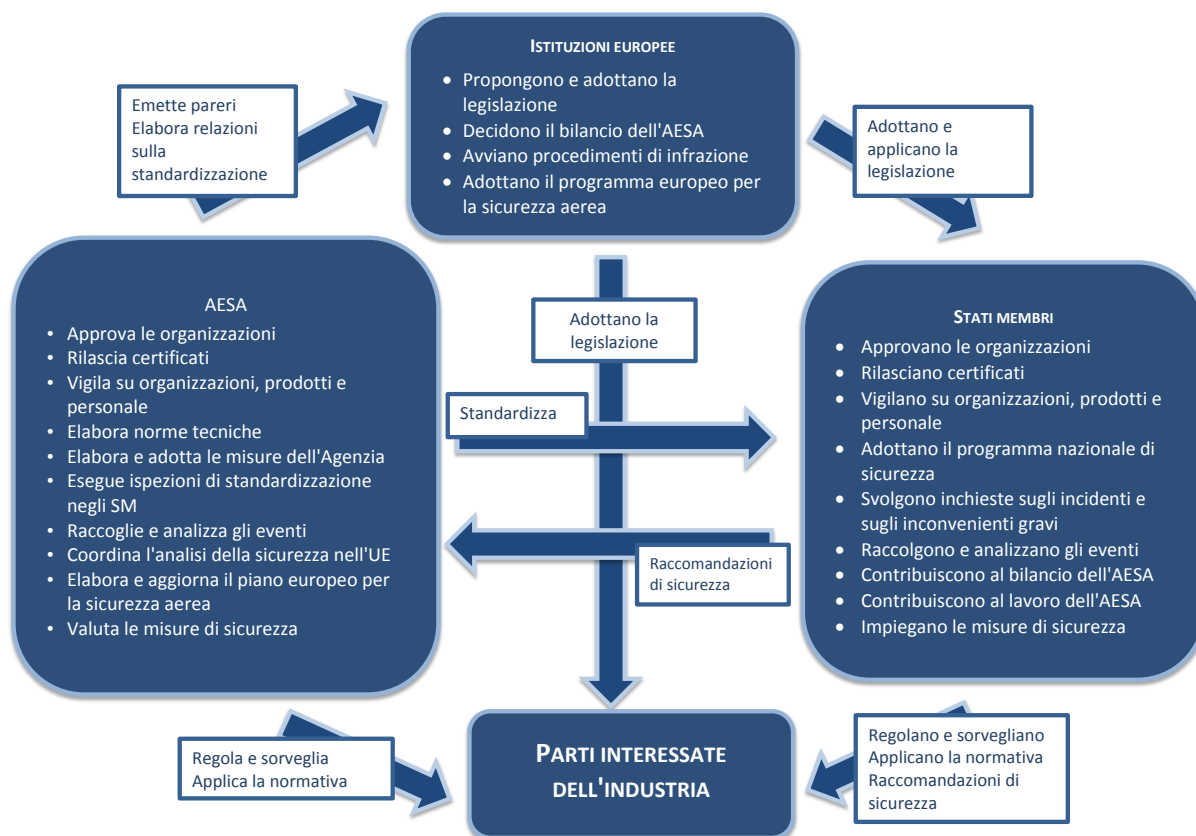 ISTITUZIONI EUROPEE
• Propongono e adottano la
legislazione
• Decidono il bilancio dell'AESA
• Avviano procedimenti di infrazione
• Adottano il programma europeo per
la sicurezza aerea
Emette pareri
Elabora relazioni
sulla
standardizzazione
Adottano e
applicano la
legislazione
AESA
• Approva le organizzazioni
• Rilascia certificati
• Vigila su organizzazioni, prodotti e
personale
• Elabora norme tecniche
• Elabora e adotta le misure dell'Agenzia
• Esegue ispezioni di standardizzazione
negli SM
• Raccoglie e analizza gli eventi
• Coordina l'analisi della sicurezza nell'UE
• Elabora e aggiorna il piano europeo per
la sicurezza aerea
• Valuta le misure di sicurezza
Adottano la
legislazione
Standardizza
Raccomandazioni
di sicurezza
STATI MEMBRI
• Approvano le organizzazioni
• Rilasciano certificati
• Vigilano su organizzazioni, prodotti e
personale
• Adottano il programma nazionale di
sicurezza
• Svolgono inchieste sugli incidenti e
sugli inconvenienti gravi
• Raccolgono e analizzano gli eventi
• Contribuiscono al bilancio dell'AESA
• Contribuiscono al lavoro dell'AESA
• Impiegano le misure di sicurezza
Regola e sorveglia
Applica la normativa
PARTI INTERESSATE
DELL'INDUSTRIA
Regolano e sorvegliano
Applicano la normativa
Raccomandazioni di
sicurezza